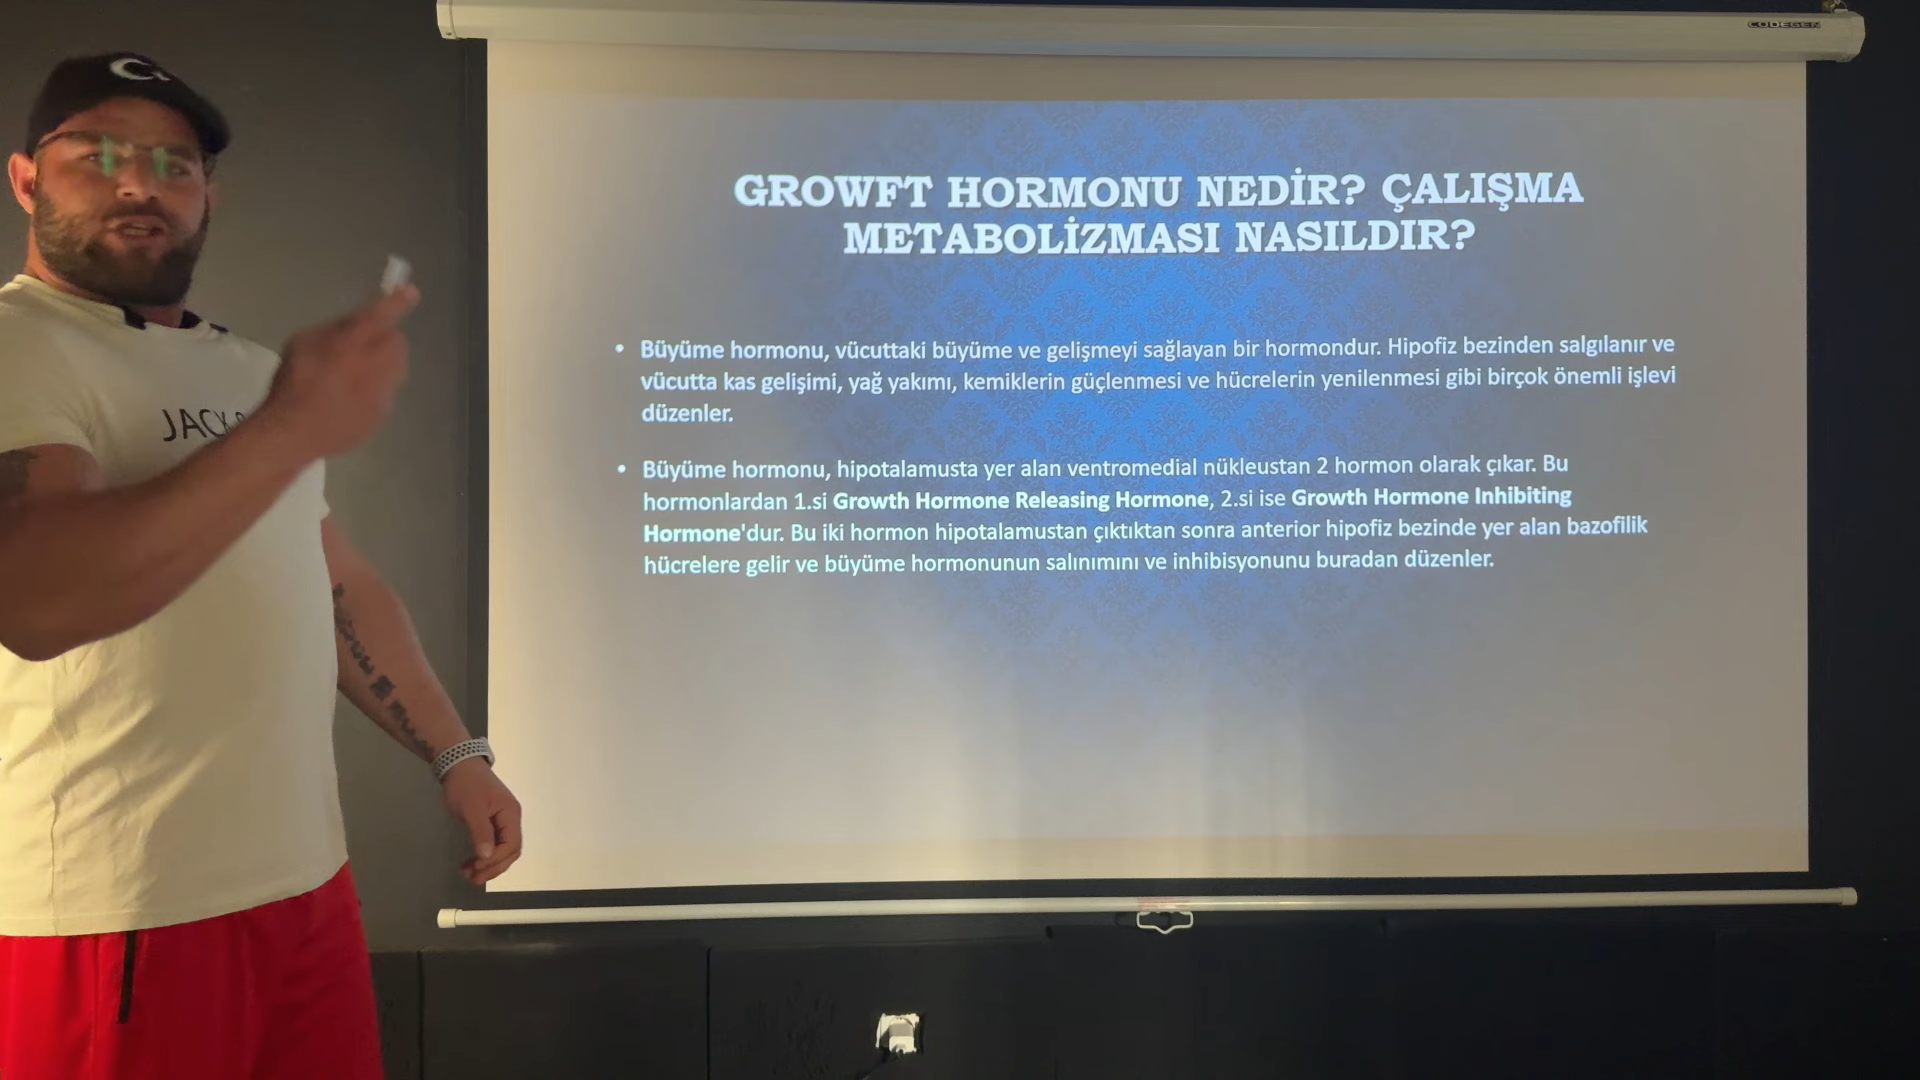 CODEGEN
GROWFT HORMONU NEDİR? ÇALIŞMA
METABOLİZMASI NASILDIR?
• Büyüme hormonu, vücuttaki büyüme ve gelişmeyi sağlayan bir hormondur. Hipofiz bezinden salgılanır ve
vücutta kas gelişimi, yağ yakımı, kemiklerin güçlenmesi ve hücrelerin yenilenmesi gibi birçok önemli işlevi
düzenler.
• Büyüme hormonu, hipotalamusta yer alan ventromedial nükleustan 2 hormon olarak çıkar. Bu
hormonlardan 1.si Growth Hormone Releasing Hormone, 2.si ise Growth Hormone Inhibiting
Hormone'dur. Bu iki hormon hipotalamustan çıktıktan sonra anterior hipofiz bezinde yer alan bazofilik
hücrelere gelir ve büyüme hormonunun salınımını ve inhibisyonunu buradan düzenler.
JACK